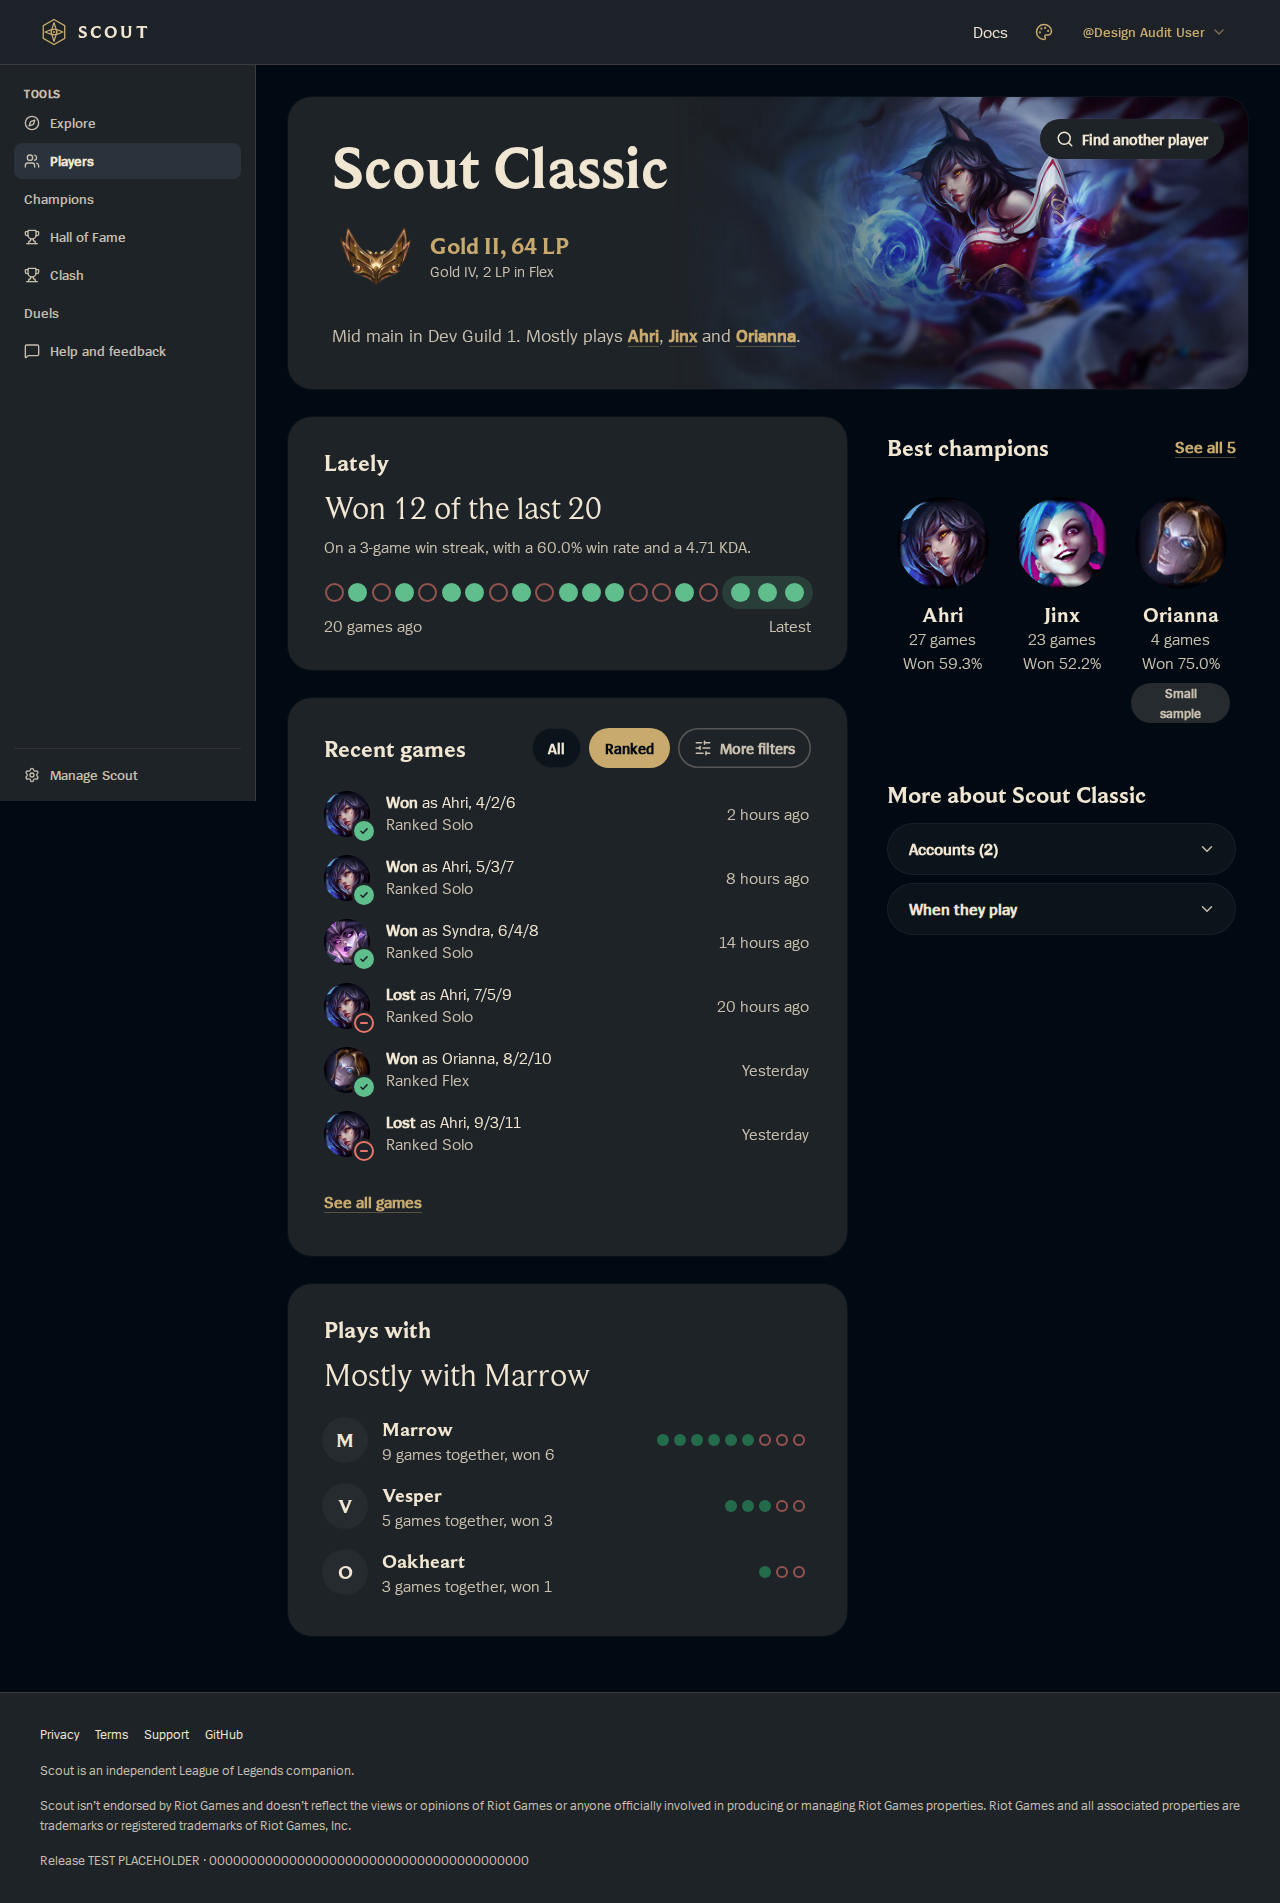 SCOUT
Docs
@Design Audit User
TOOLS
Explore
Players
Champions
Hall of Fame
Clash
Duels
Help and feedback
Manage Scout
Scout Classic
Find another player
Gold II, 64 LP
Gold IV, 2 LP in Flex
Mid main in Dev Guild 1. Mostly plays Ahri, Jinx and Orianna.
Lately
Won 12 of the last 20
On a 3-game win streak, with a 60.0% win rate and a 4.71 KDA.
20 games ago
Latest
Best champions
See all 5
Ahri
27 games
Won 59.3%
Jinx
23 games
Won 52.2%
Orianna
4 games
Won 75.0%
Small
sample
More about Scout Classic
Accounts (2)
When they play
Recent games
All
Ranked
More filters
Won as Ahri, 4/2/6
Ranked Solo
2 hours ago
Won as Ahri, 5/3/7
Ranked Solo
8 hours ago
Won as Syndra, 6/4/8
Ranked Solo
14 hours ago
Lost as Ahri, 7/5/9
Ranked Solo
20 hours ago
Won as Orianna, 8/2/10
Ranked Flex
Yesterday
Lost as Ahri, 9/3/11
Ranked Solo
Yesterday
See all games
Plays with
Mostly with Marrow
M
Marrow
9 games together, won 6
V
Vesper
5 games together, won 3
O
Oakheart
3 games together, won 1
Privacy
Terms
Support
GitHub
Scout is an independent League of Legends companion.
Scout isn't endorsed by Riot Games and doesn't reflect the views or opinions of Riot Games or anyone officially involved in producing or managing Riot Games properties. Riot Games and all associated properties are
trademarks or registered trademarks of Riot Games, Inc.
Release TEST PLACEHOLDER · 0000000000000000000000000000000000000000